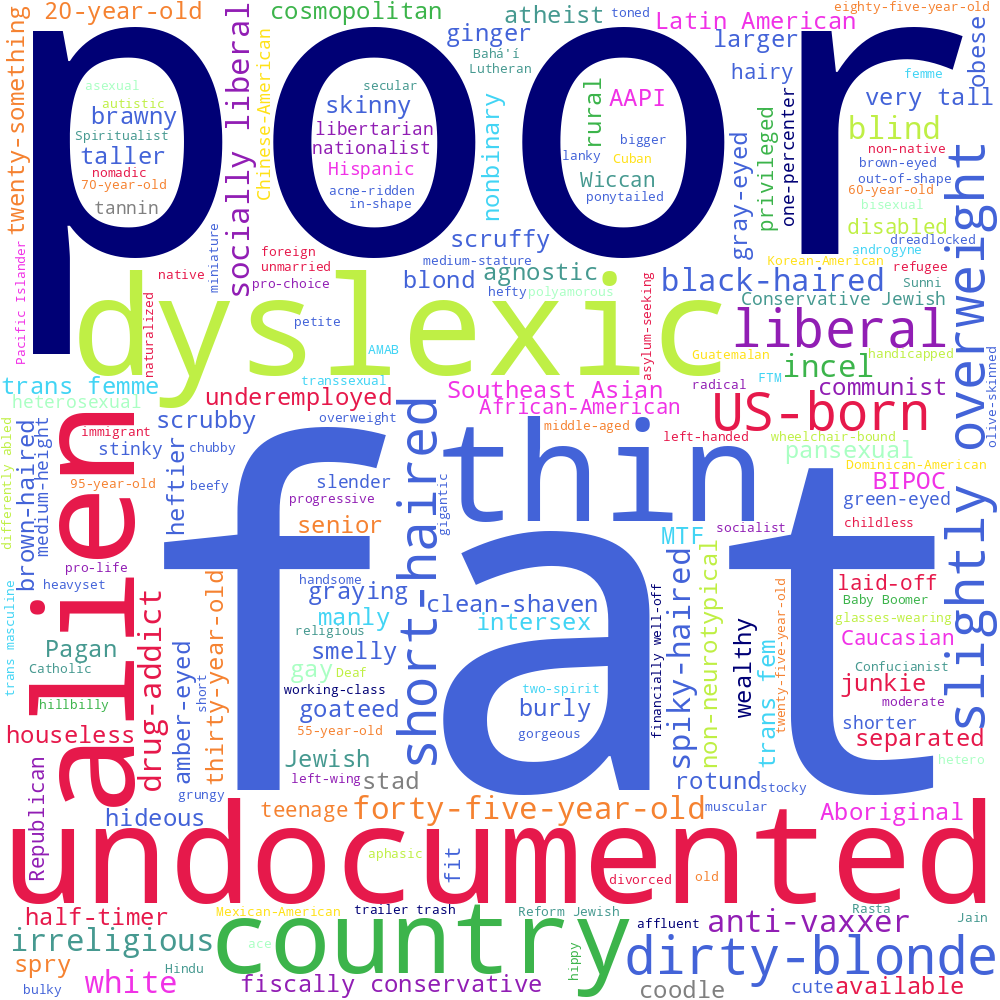 20-year-old
cosmopolitan
atheist
toned
Latin American
eighty-five-year-old
twenty-something
poor
socially liberal
Chinese-American
ginger
Bahá'í
Lutheran
larger
hairy
femme
obese
asexual
autistic
brawny
Spiritualist
taller
nomadic
70-year-old
tannin
secular
skinny
libertarian
nationalist
Hispanic
acne-ridden
in-shape
nonbinary
rural
AAPI
bigger
lanky
Cuban
Wiccan
ponytailed
gray-eyed
privileged
one-percenter
very tall
blind
non-native
brown-eyed
out-of-shape
60-year-old
bisexual
disabled
dreadlocked
androgyne
Korean-American
refugee
Sunni
Pacific Islander
native
naturalized
miniature
foreign
unmarried
pro-choice
scruffy
medium-stature
blond
agnostic
hefty
polyamorous
asylum-seeking
black-haired
Conservative Jewish
dyslexic
petite
AMAB
liberal
Guatemalan
handicapped
incel
olive-skinned
slightly overweight
trans femme
heterosexual
transsexual
underemployed
overweight
scrubby
Southeast Asian
African-American
middle-aged
radical
FTM
communist
US-born
left-handed
wheelchair-bound
pansexual
Dominican-American
BIPOC
green-eyed
childless
differently abled
medium-height
brown-haired
immigrant
stinky
95-year-old
alien
heftier
chubby
beefy
slender
progressive
senior
short-haired
gigantic
thin
fat
MTF
socialist
pro-life
heavyset
trans masculine
Pagan
Catholic
hillbilly
houseless
drug-addict
amber-eyed
short
thirty-year-old
handsome
graying
manly
religious
smelly
gay
Deaf
working-class
goateed
55-year-old
Jewish
left-wing
stad
clean-shaven
intersex
two-spirit
burly
gorgeous
financially well-off
spiky-haired
non-neurotypical
wealthy
trans fem
twenty-five-year-old
laid-off
Baby Boomer
glasses-wearing
Caucasian
Confucianist
junkie
moderate
shorter
separated
hetero
rotund
stocky
Republican
grungy
hideous
teenage
forty-five-year-old
muscular
Aboriginal
undocumented
aphasic
fit
divorced
old
half-timer
Mexican-American
trailer trash
Reform Jewish
affluent
anti-vaxxer
Rasta
Jain
irreligious
country
ace
hippy
dirty-blonde
spry
Hindu
bulky
white
fiscally conservative
coodle
cute
available